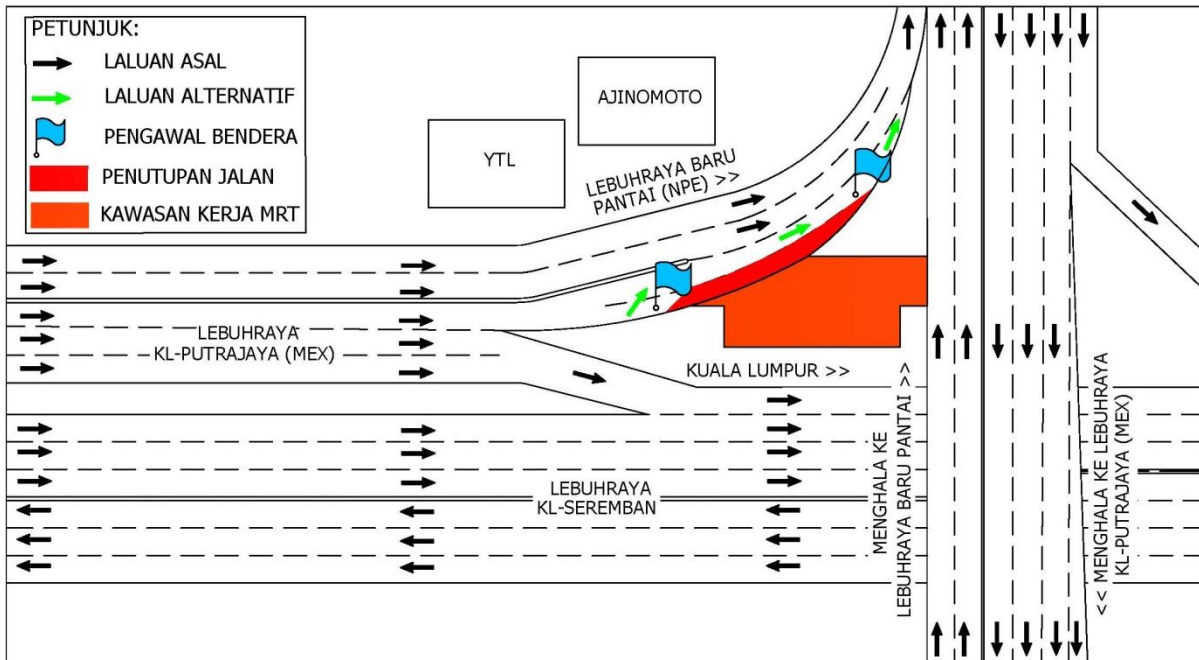 PETUNJUK:
LALUAN ASAL
LALUAN ALTERNATIF
PENGAWAL BENDERA
PENUTUPAN JALAN
KAWASAN KERJA MRT
YTL
AJINOMOTO
LEBUHRAYA BARU
PANTAI (NPE) >>
LEBUHRAYA
KL-PUTRAJAYA (MEX)
KUALA LUMPUR >>
LEBUHRAYA
KL-SEREMBAN
MENGHALA KE
LEBUHRAYA BARU PANTAI >>
<< MENGHALA KE LEBUHRAYA
KL-PUTRAJAYA (MEX)